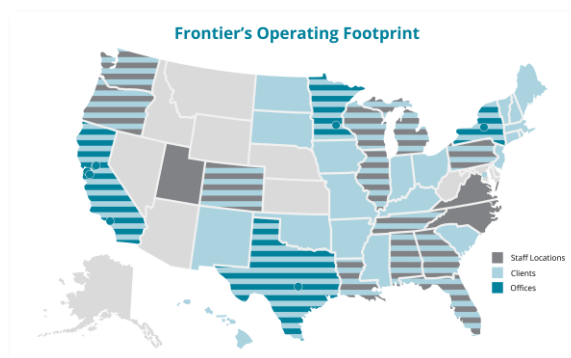 Frontier's Operating Footprint
Staff Locations
Clients
Offices